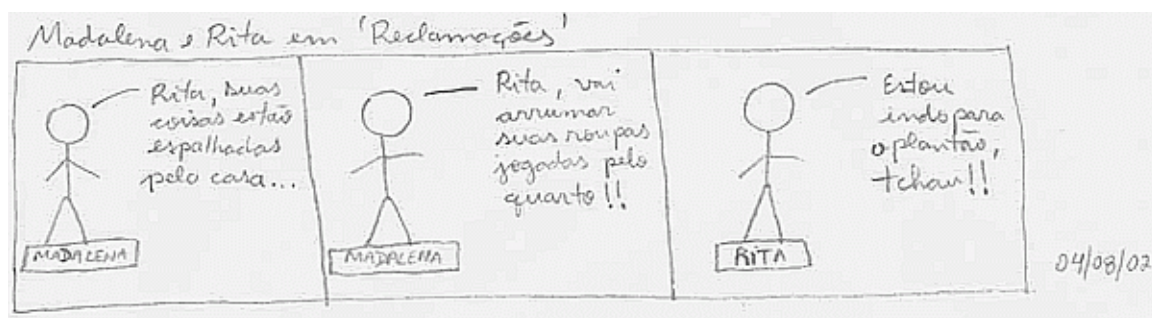 Madalena e Rita em 'Reclamações'
Rita, suas
coisas estão
espalhadas
pela casa...
MADALENA
Rita, vai
arrumar
suas roupas
jogadas pelo
quarto!!
MADALENA
Estou
indo para
o plantão,
tchau!!
RITA
04/08/02